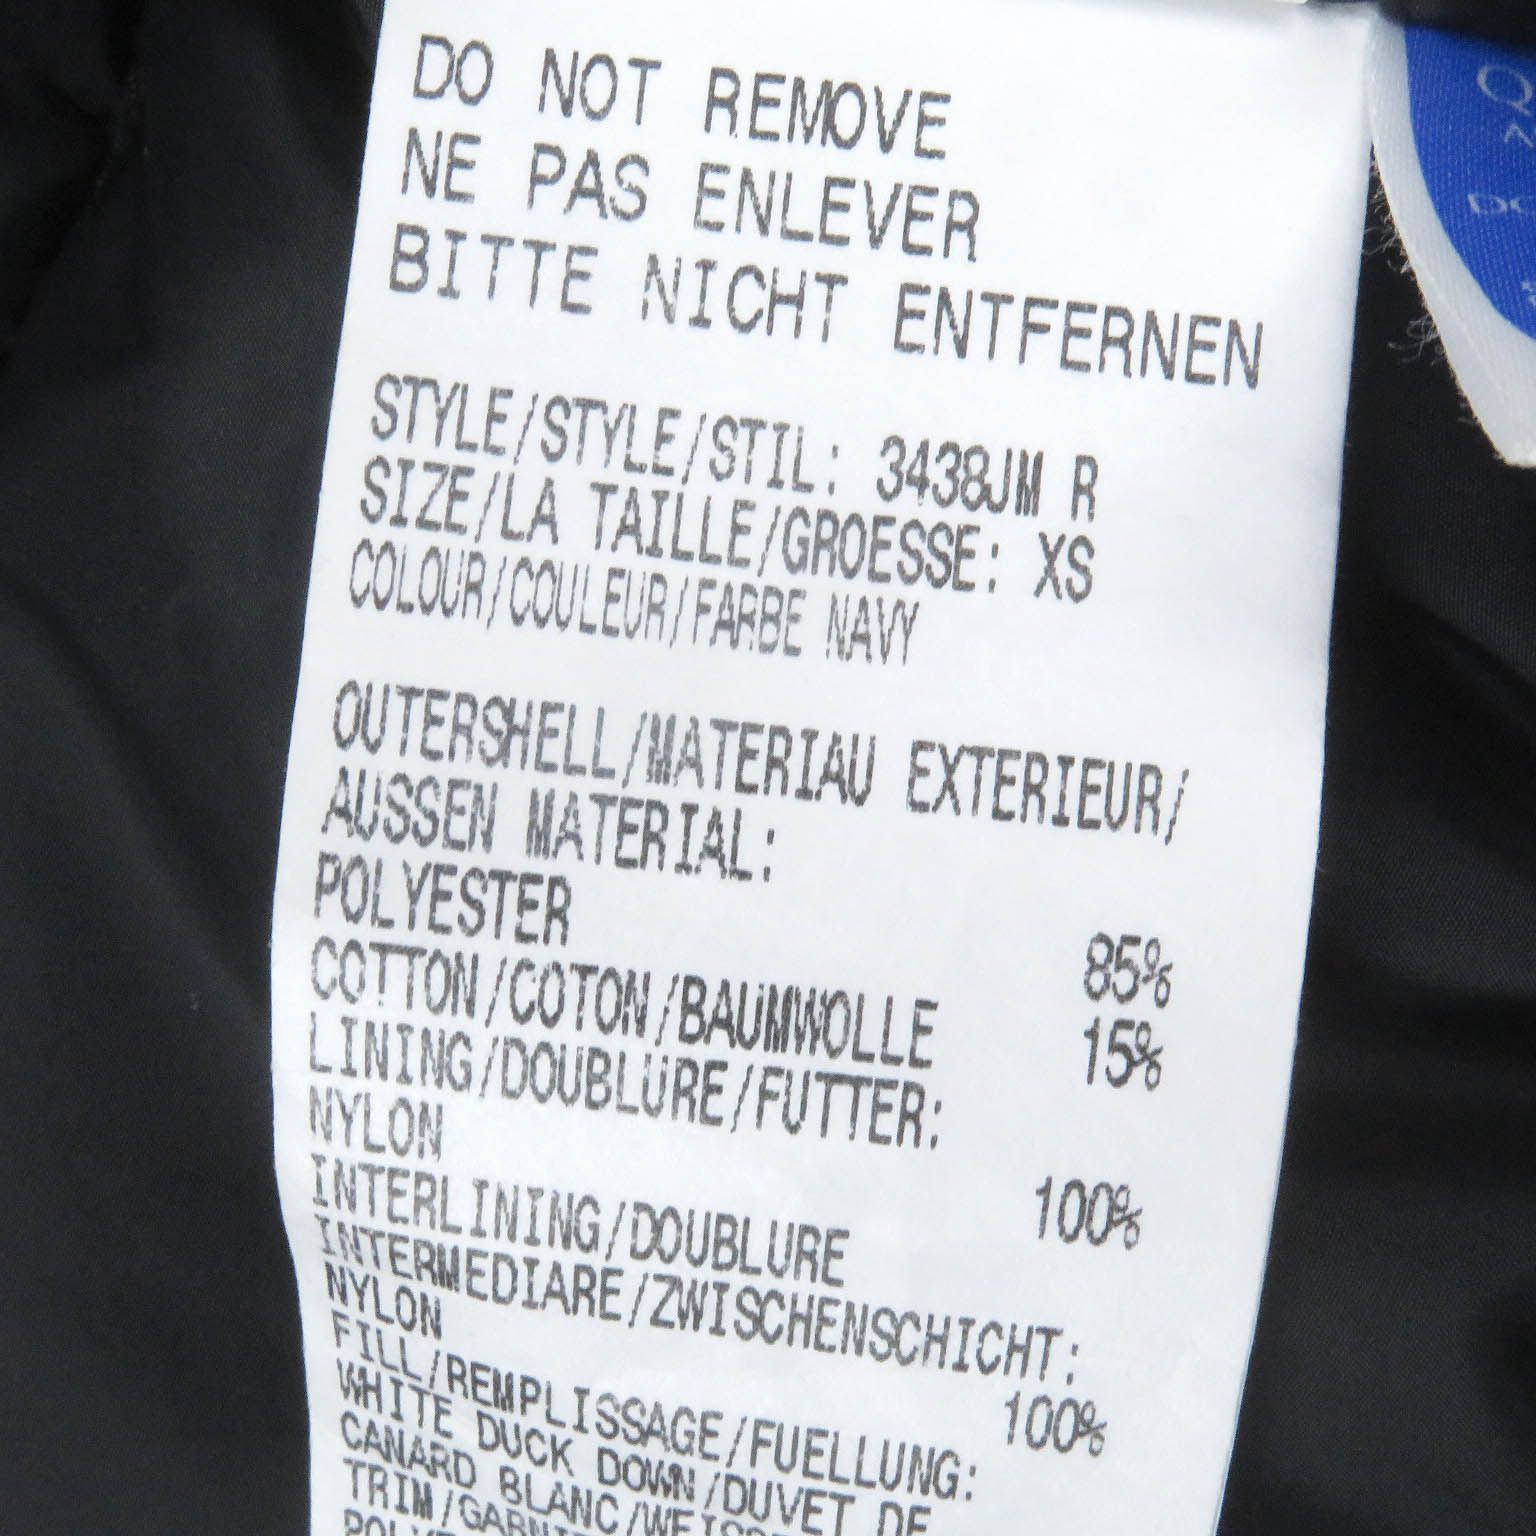 DO NOT REMOVE
NE PAS ENLEVER
BITTE NICHT ENTFERNEN
STYLE/STYLE/STIL: 3438JM R
SIZE/LA TAILLE/GROESSE: XS
COLOUR/COULEUR/FARBE NAVY
OUTERSHELL/MATERIAU EXTERIEUR/
AUSSEN MATERIAL:
POLYESTER 85%
COTTON/COTON/BAUMWOLLE 15%
LINING/DOUBLURE/FUTTER:
NYLON 100%
INTERLINING/DOUBLURE
INTERMEDIARE/ZWISCHENSCHICHT:
NYLON 100%
FILL/REMPLISSAGE/FUELLUNG:
WHITE DUCK DOWN/DUVET DE
CANARD BLANC/
TRIM/